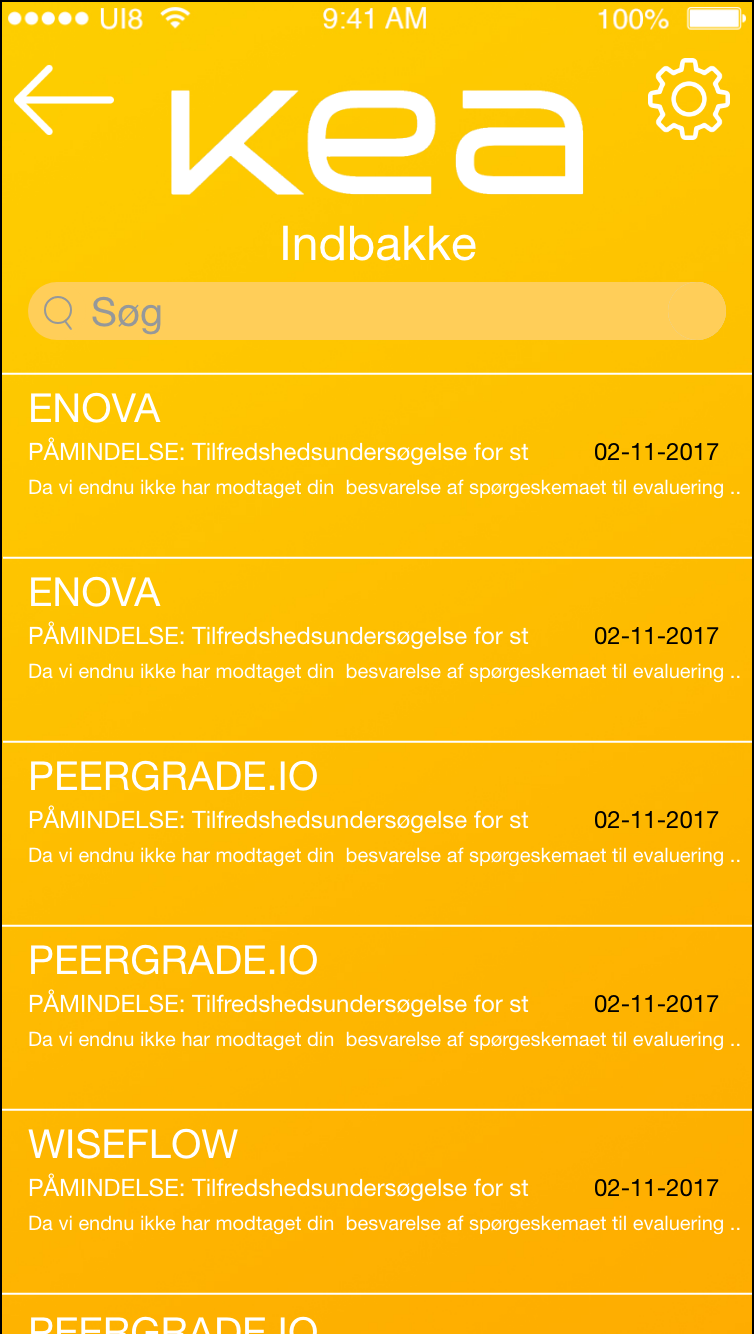 UI8 9:41 AM 100%
kea
Indbakke
Søg
ENOVA
PÅMINDELSE: Tilfredshedsundersøgelse for st 02-11-2017
Da vi endnu ikke har modtaget din  besvarelse af spørgeskemaet til evaluering ..
ENOVA
PÅMINDELSE: Tilfredshedsundersøgelse for st 02-11-2017
Da vi endnu ikke har modtaget din  besvarelse af spørgeskemaet til evaluering ..
PEERGRADE.IO
PÅMINDELSE: Tilfredshedsundersøgelse for st 02-11-2017
Da vi endnu ikke har modtaget din  besvarelse af spørgeskemaet til evaluering ..
PEERGRADE.IO
PÅMINDELSE: Tilfredshedsundersøgelse for st 02-11-2017
Da vi endnu ikke har modtaget din  besvarelse af spørgeskemaet til evaluering ..
WISEFLOW
PÅMINDELSE: Tilfredshedsundersøgelse for st 02-11-2017
Da vi endnu ikke har modtaget din  besvarelse af spørgeskemaet til evaluering ..
PEERGRADE.IO